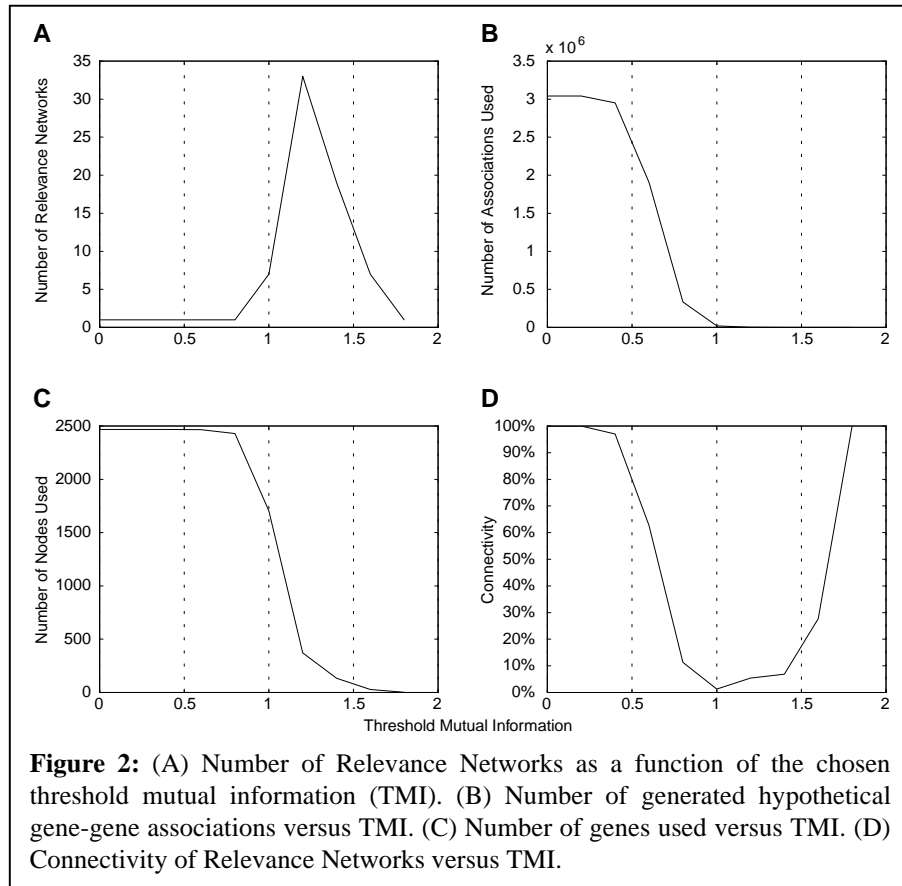 A
35
30
25
20
15
10
5
0
0 0.5 1 1.5 2
Number of Relevance Networks
B
x 10^6
3.5
3
2.5
2
1.5
1
0.5
0
0 0.5 1 1.5 2
Number of Associations Used
C
2500
2000
1500
1000
500
0
0 0.5 1 1.5 2
Number of Nodes Used
D
100%
90%
80%
70%
60%
50%
40%
30%
20%
10%
0%
0 0.5 1 1.5 2
Connectivity
Threshold Mutual Information
Figure 2: (A) Number of Relevance Networks as a function of the chosen
threshold mutual information (TMI). (B) Number of generated hypothetical
gene-gene associations versus TMI. (C) Number of genes used versus TMI. (D)
Connectivity of Relevance Networks versus TMI.